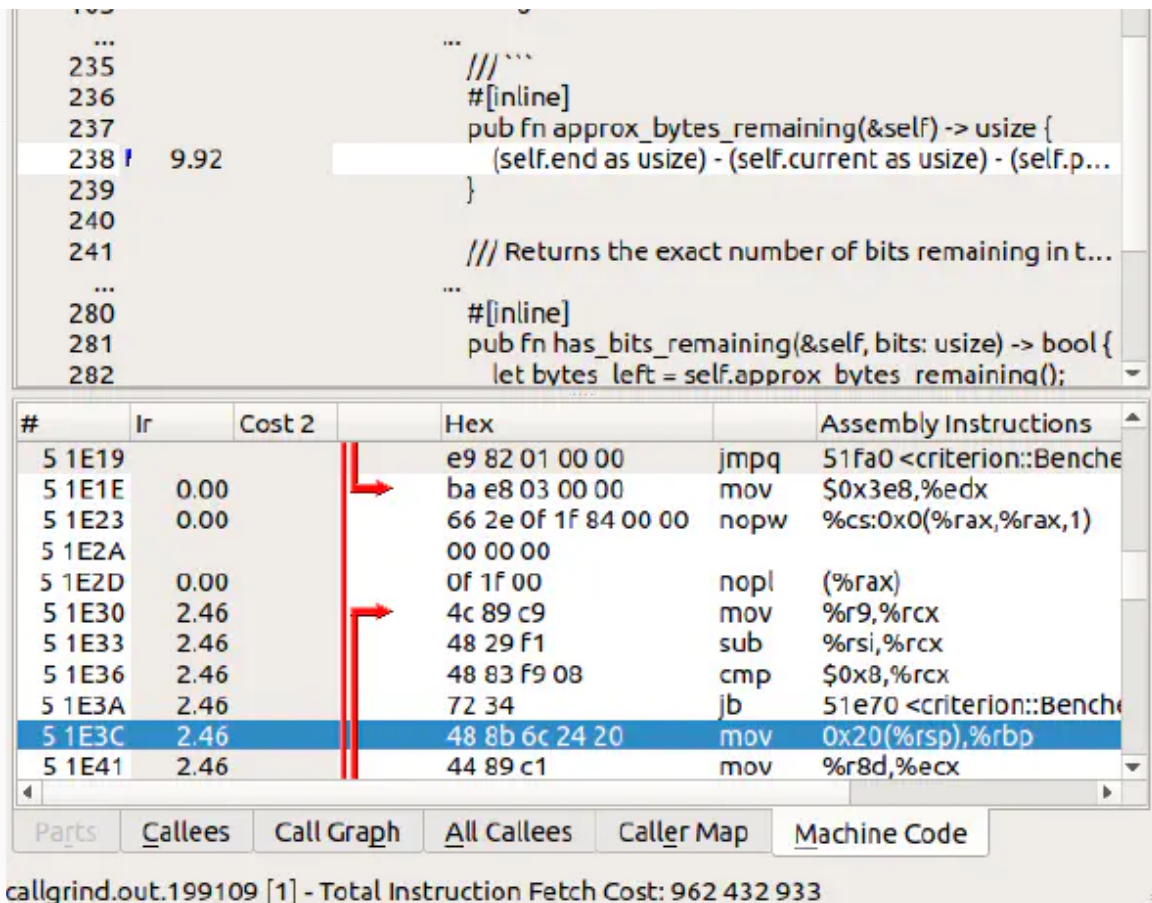 ...
235 /// ```
236 #[inline]
237 pub fn approx_bytes_remaining(&self) -> usize {
238 9.92 (self.end as usize) - (self.current as usize) - (self.p...
239 }
240
241 /// Returns the exact number of bits remaining in t...
... ...
280 #[inline]
281 pub fn has_bits_remaining(&self, bits: usize) -> bool {
282 let bytes_left = self.approx_bytes_remaining();
# Ir Cost 2 Hex Assembly Instructions
5 1E19 e9 82 01 00 00 jmpq 51fa0 <criterion::Benche
5 1E1E 0.00 ba e8 03 00 00 mov $0x3e8,%edx
5 1E23 0.00 66 2e 0f 1f 84 00 00 nopw %cs:0x0(%rax,%rax,1)
5 1E2A 00 00 00
5 1E2D 0.00 0f 1f 00 nopl (%rax)
5 1E30 2.46 4c 89 c9 mov %r9,%rcx
5 1E33 2.46 48 29 f1 sub %rsi,%rcx
5 1E36 2.46 48 83 f9 08 cmp $0x8,%rcx
5 1E3A 2.46 72 34 jb 51e70 <criterion::Benche
5 1E3C 2.46 48 8b 6c 24 20 mov 0x20(%rsp),%rbp
5 1E41 2.46 44 89 c1 mov %r8d,%ecx
Parts Callees Call Graph All Callees Caller Map Machine Code
callgrind.out.199109 [1] - Total Instruction Fetch Cost: 962 432 933